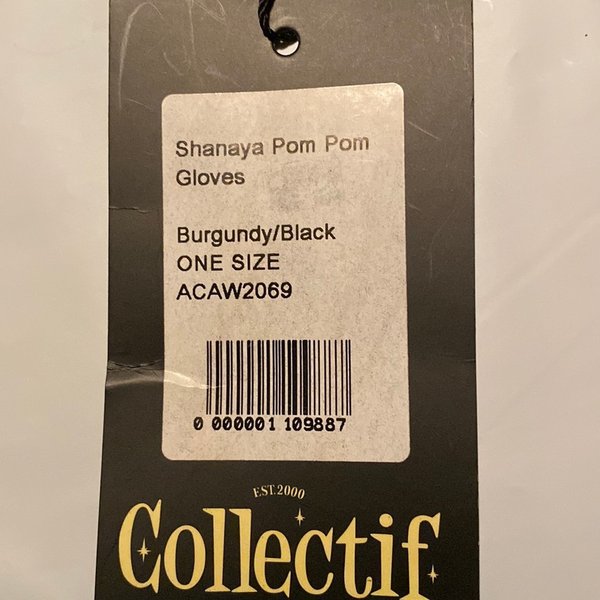 Shanaya Pom Pom
Gloves
Burgundy/Black
ONE SIZE
ACAW2069
0 000001 109887
EST.2000
Collectif